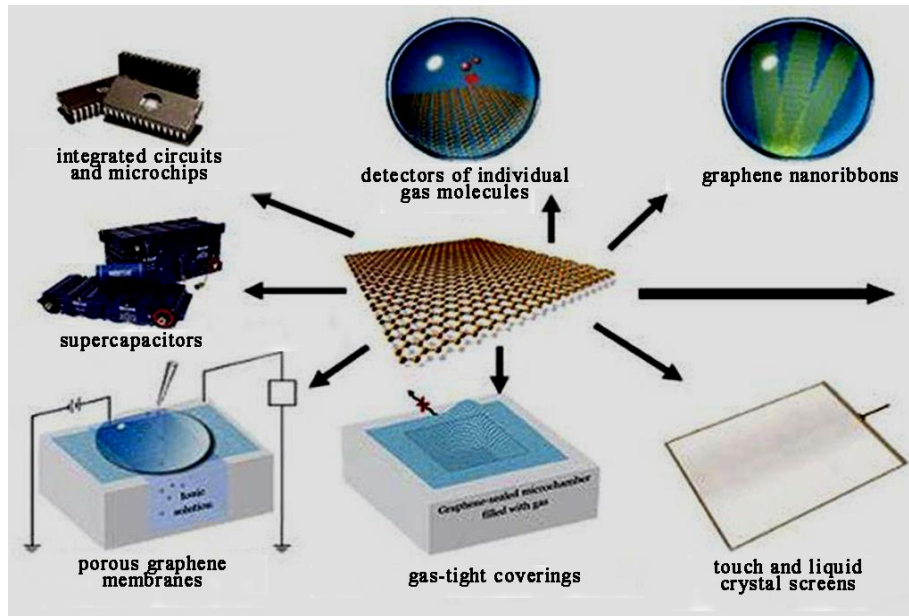 integrated circuits
and microchips
detectors of individual
gas molecules
graphene nanoribbons
supercapacitors
Ionic
solution
Graphene-sealed microchamber
filled with gas
porous graphene
membranes
gas-tight coverings
touch and liquid
crystal screens